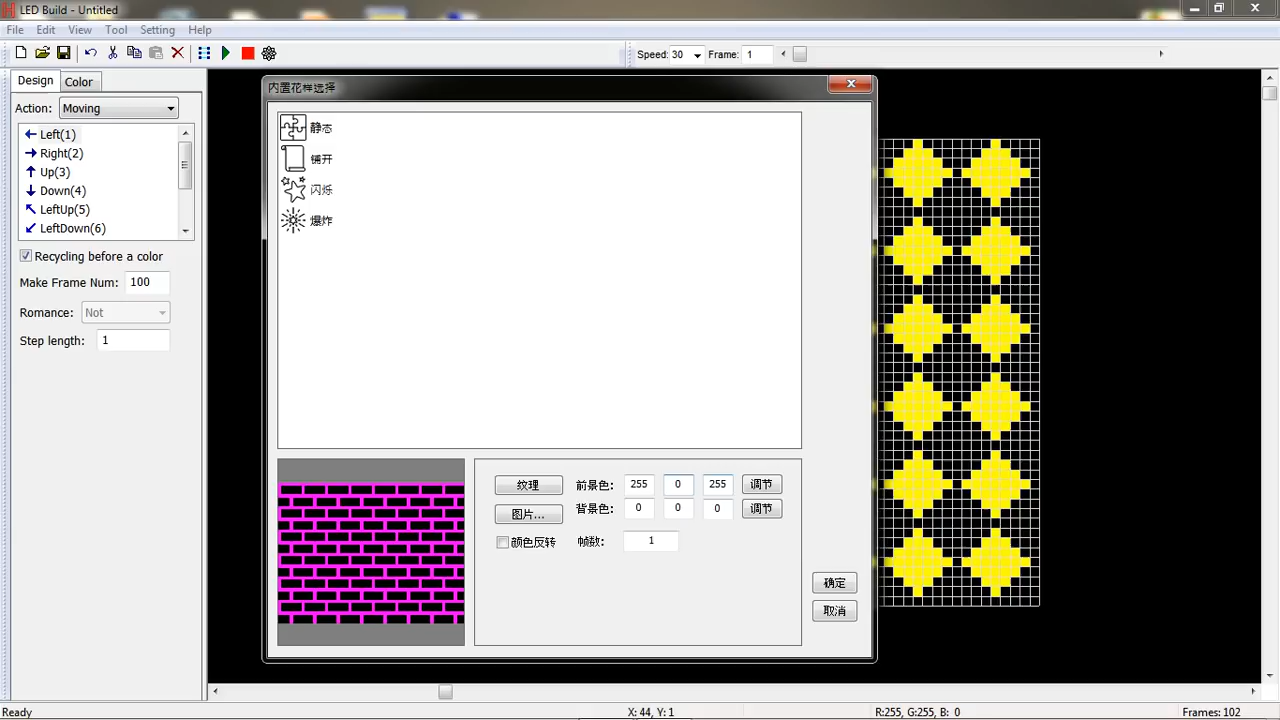 LED Build - Untitled
File Edit View Tool Setting Help
Speed: 30 Frame: 1
Design Color
Action: Moving
Left(1)
Right(2)
Up(3)
Down(4)
LeftUp(5)
LeftDown(6)
Recycling before a color
Make Frame Num: 100
Romance: Not
Step length: 1
内置花样选择
静态
铺开
闪烁
爆炸
纹理 前景色: 255 0 255 调节
图片... 背景色: 0 0 0 调节
颜色反转 帧数: 1
确定
取消
Ready X: 44, Y: 1 R:255, G:255, B: 0 Frames: 102